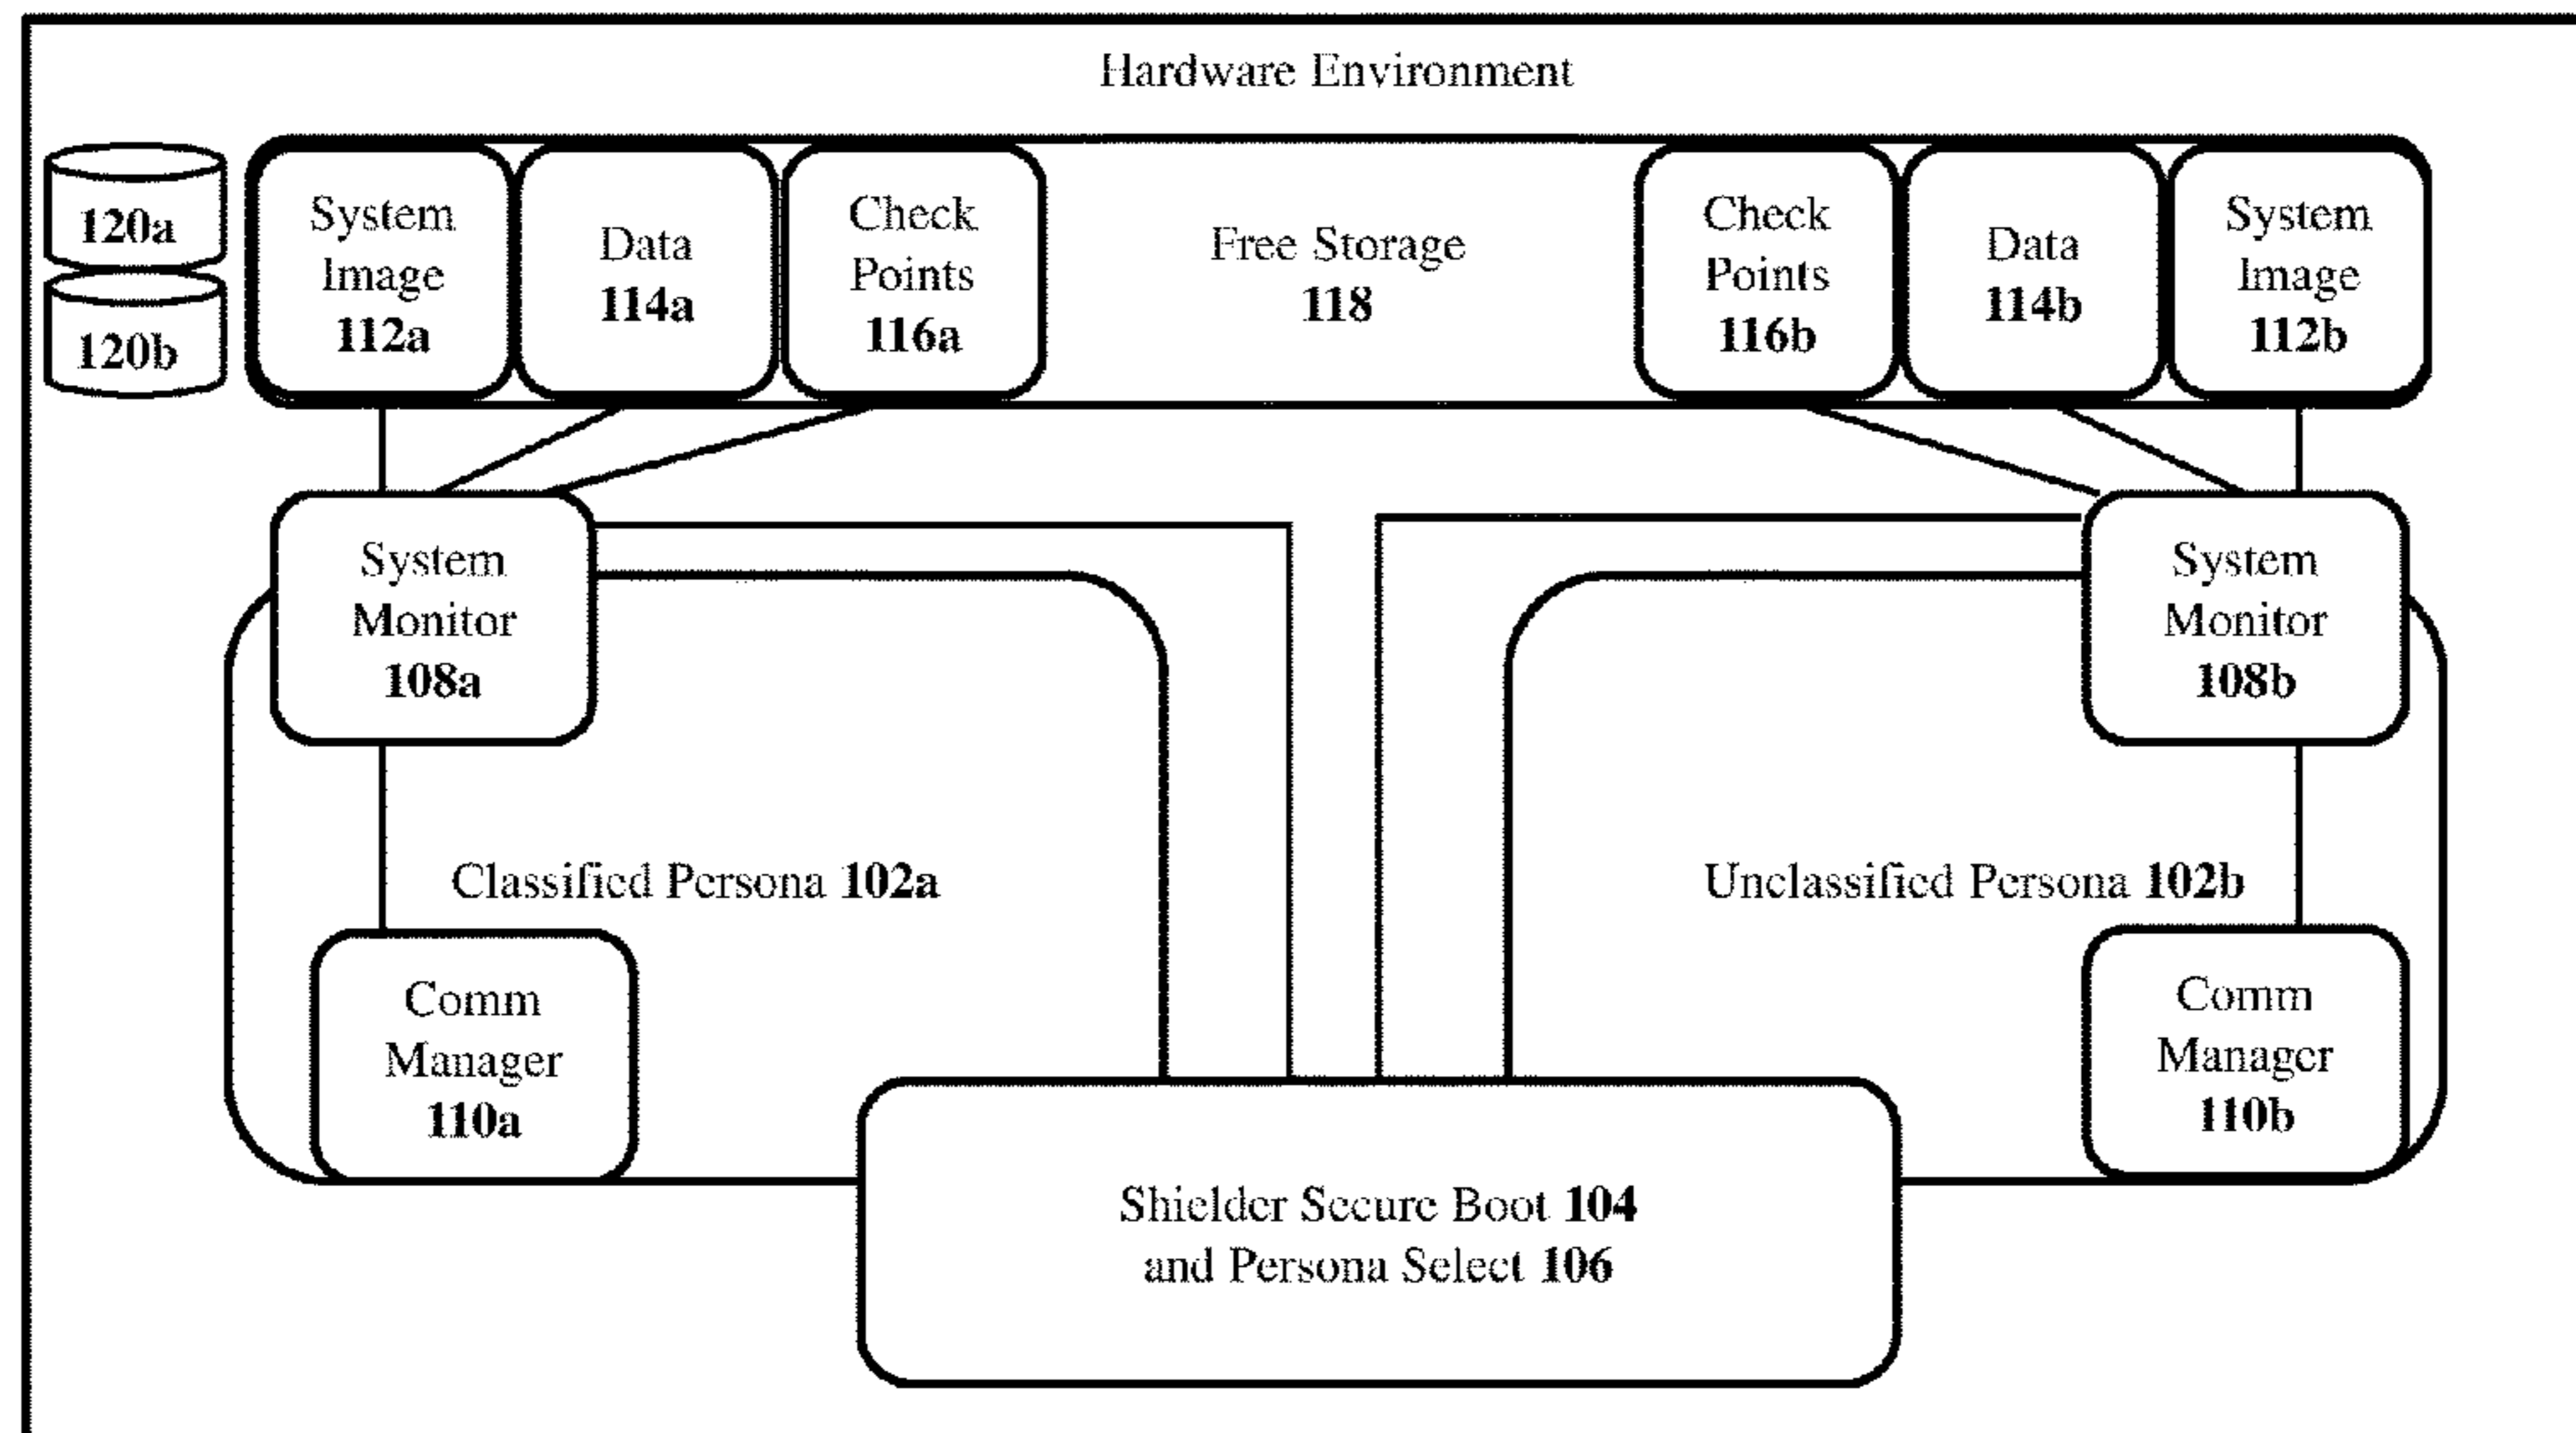 Hardware Environment
120a
120b
System
Image
112a
Data
114a
Check
Points
116a
Free Storage
118
Check
Points
116b
Data
114b
System
Image
112b
System
Monitor
108a
System
Monitor
108b
Classified Persona 102a
Unclassified Persona 102b
Comm
Manager
110a
Comm
Manager
110b
Shielder Secure Boot 104
and Persona Select 106